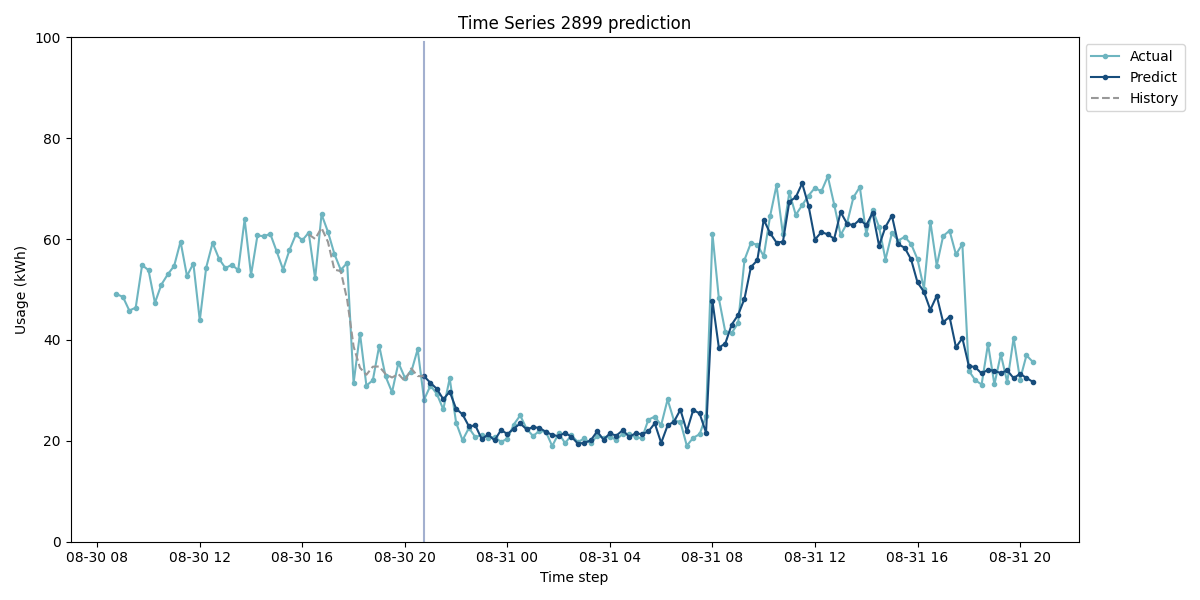 Time Series 2899 prediction
Usage (kWh)
100
80
60
40
20
0
08-30 08
08-30 12
08-30 16
08-30 20
08-31 00
08-31 04
08-31 08
08-31 12
08-31 16
08-31 20
Time step
Actual
Predict
History